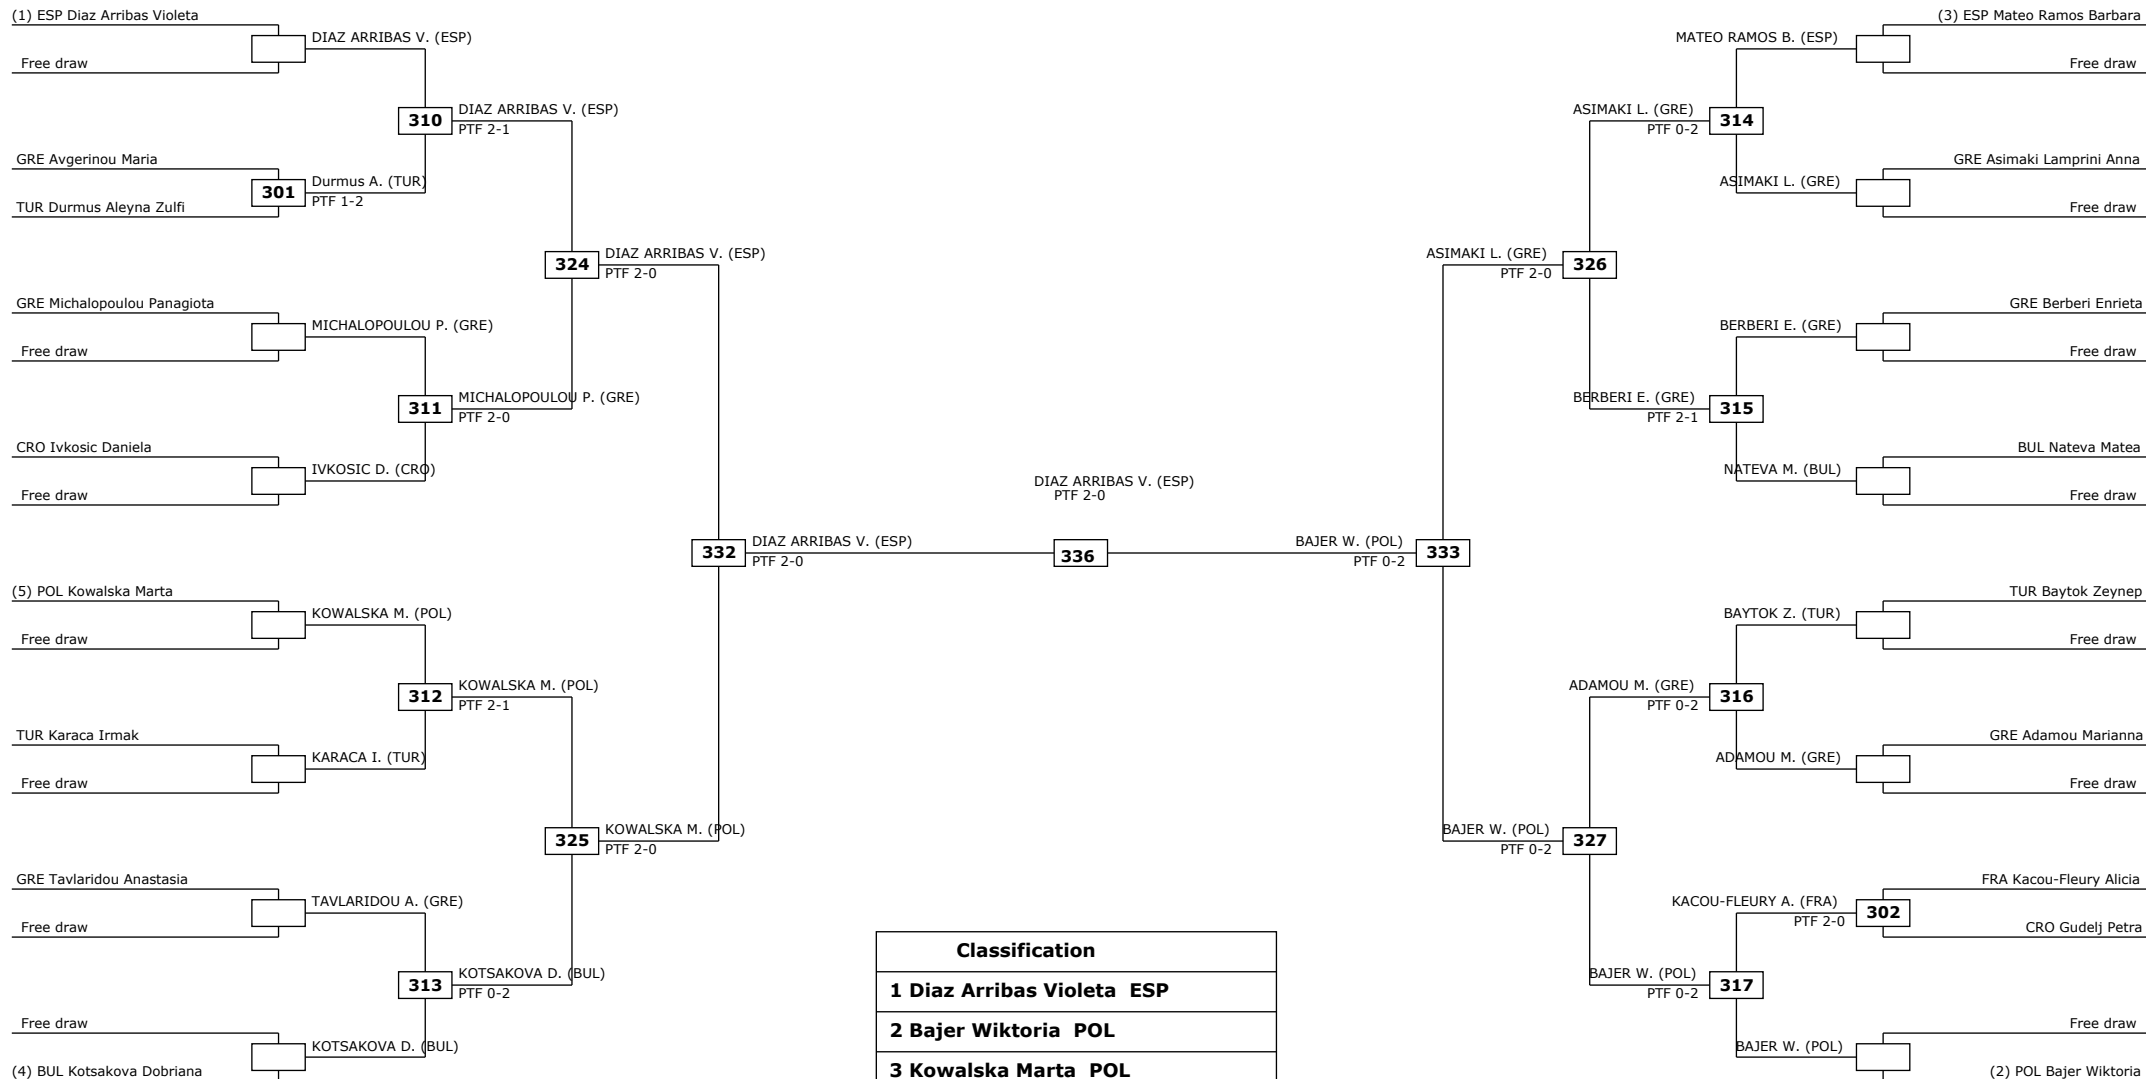 (1) ESP Diaz Arribas Violeta
DIAZ ARRIBAS V. (ESP)
Free draw
310
DIAZ ARRIBAS V. (ESP)
PTF 2-1
GRE Avgerinou Maria
301
Durmus A. (TUR)
PTF 1-2
TUR Durmus Aleyna Zulfi
324
DIAZ ARRIBAS V. (ESP)
PTF 2-0
GRE Michalopoulou Panagiota
MICHALOPOULOU P. (GRE)
Free draw
311
MICHALOPOULOU P. (GRE)
PTF 2-0
CRO Ivkosic Daniela
IVKOSIC D. (CRO)
Free draw
332
DIAZ ARRIBAS V. (ESP)
PTF 2-0
(5) POL Kowalska Marta
KOWALSKA M. (POL)
Free draw
312
KOWALSKA M. (POL)
PTF 2-1
TUR Karaca Irmak
KARACA I. (TUR)
Free draw
325
KOWALSKA M. (POL)
PTF 2-0
GRE Tavlaridou Anastasia
TAVLARIDOU A. (GRE)
Free draw
313
KOTSAKOVA D. (BUL)
PTF 0-2
Free draw
KOTSAKOVA D. (BUL)
(4) BUL Kotsakova Dobriana
DIAZ ARRIBAS V. (ESP)
PTF 2-0
336
(3) ESP Mateo Ramos Barbara
MATEO RAMOS B. (ESP)
Free draw
ASIMAKI L. (GRE)
PTF 0-2
314
GRE Asimaki Lamprini Anna
ASIMAKI L. (GRE)
Free draw
ASIMAKI L. (GRE)
PTF 2-0
326
GRE Berberi Enrieta
BERBERI E. (GRE)
Free draw
BERBERI E. (GRE)
PTF 2-1
315
BUL Nateva Matea
NATEVA M. (BUL)
Free draw
BAJER W. (POL)
PTF 0-2
333
TUR Baytok Zeynep
BAYTOK Z. (TUR)
Free draw
ADAMOU M. (GRE)
PTF 0-2
316
GRE Adamou Marianna
ADAMOU M. (GRE)
Free draw
BAJER W. (POL)
PTF 0-2
327
FRA Kacou-Fleury Alicia
KACOU-FLEURY A. (FRA)
PTF 2-0
302
CRO Gudelj Petra
BAJER W. (POL)
PTF 0-2
317
Free draw
BAJER W. (POL)
(2) POL Bajer Wiktoria
Classification
1 Diaz Arribas Violeta ESP
2 Bajer Wiktoria POL
3 Kowalska Marta POL